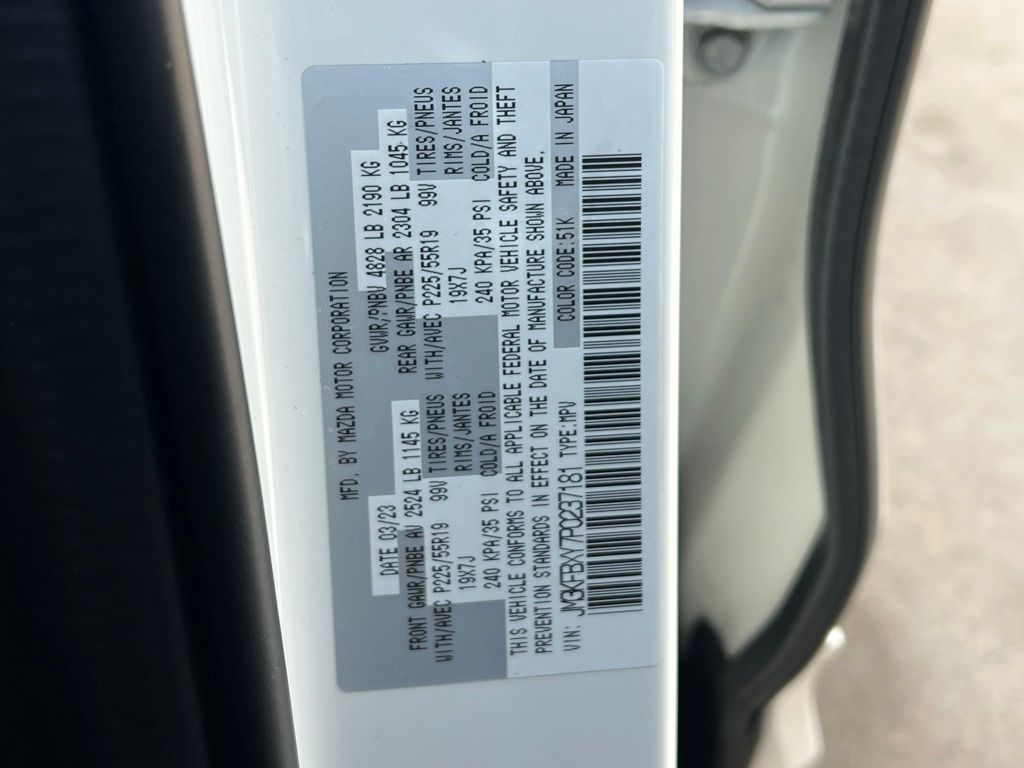 MFD. BY MAZDA MOTOR CORPORATION
DATE 03/23 GVWR/PNBV 4828 LB 2190 KG
FRONT GAWR/PNBE AV 2524 LB 1145 KG REAR GAWR/PNBE AR 2304 LB 1045 KG
WITH/AVEC P225/55R19 99V TIRES/PNEUS WITH/AVEC P225/55R19 99V TIRES/PNEUS
19X7J RIMS/JANTES 19X7J RIMS/JANTES
240 KPA/35 PSI COLD/A FROID 240 KPA/35 PSI COLD/A FROID
THIS VEHICLE CONFORMS TO ALL APPLICABLE FEDERAL MOTOR VEHICLE SAFETY AND THEFT
PREVENTION STANDARDS IN EFFECT ON THE DATE OF MANUFACTURE SHOWN ABOVE.
VIN: JM3KFBXY7P0237181 TYPE:MPV COLOR CODE:51K MADE IN JAPAN